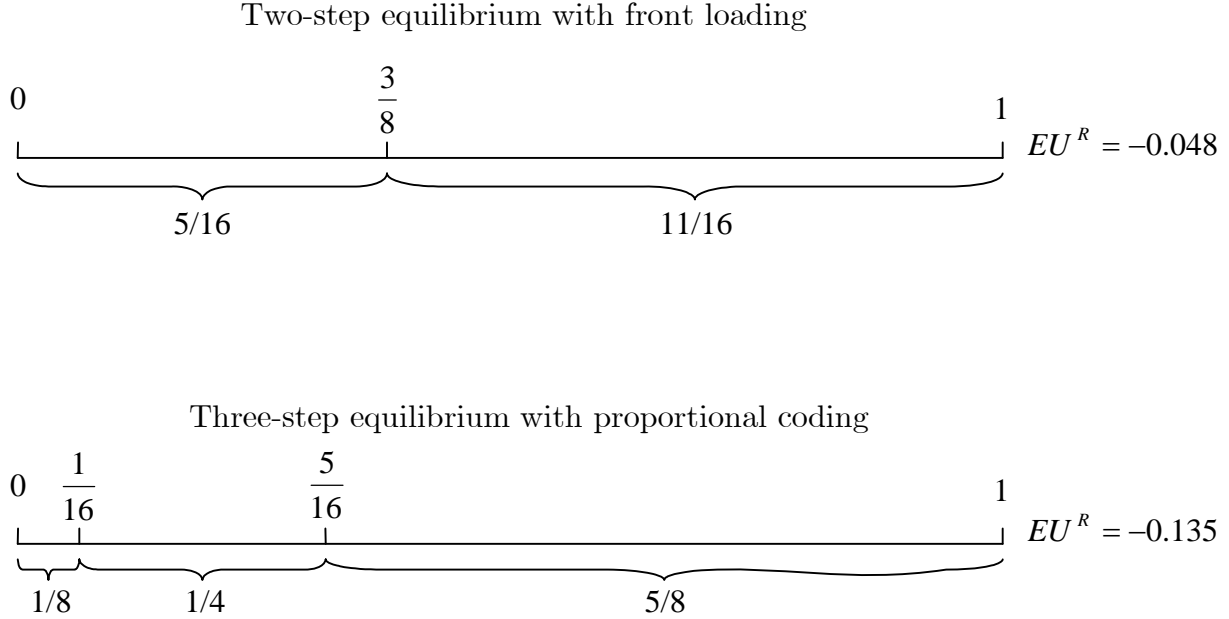 Two-step equilibrium with front loading
0 3/8 1
EU^R = −0.048
5/16 11/16
Three-step equilibrium with proportional coding
0 1/16 5/16 1
EU^R = −0.135
1/8 1/4 5/8